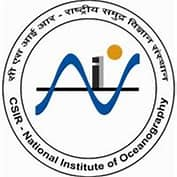 सी एस आई आर - राष्ट्रीय समुद्र विज्ञान संस्थान
CSIR - National Institute of Oceanography